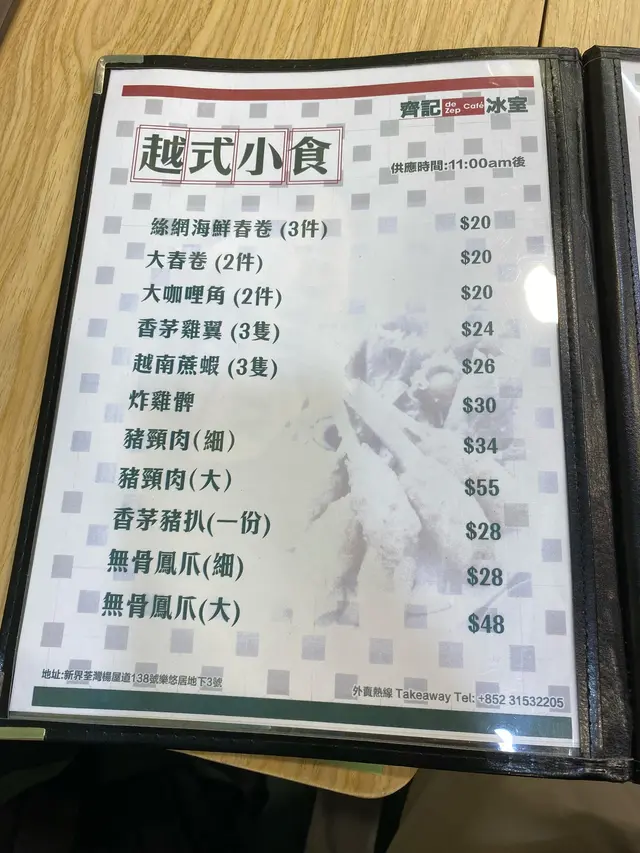 齊記 de Zep Café 冰室
越式小食
供應時間:11:00am後
絲網海鮮春卷 (3件) $20
大春卷 (2件) $20
大咖哩角 (2件) $20
香茅雞翼 (3隻) $24
越南蔗蝦 (3隻) $26
炸雞髀 $30
豬頸肉(細) $34
豬頸肉(大) $55
香茅豬扒(一份) $28
無骨鳳爪(細) $28
無骨鳳爪(大) $48
地址:新界荃灣楊屋道138號樂悠居地下3號
外賣熱線 Takeaway Tel: +852 31532205